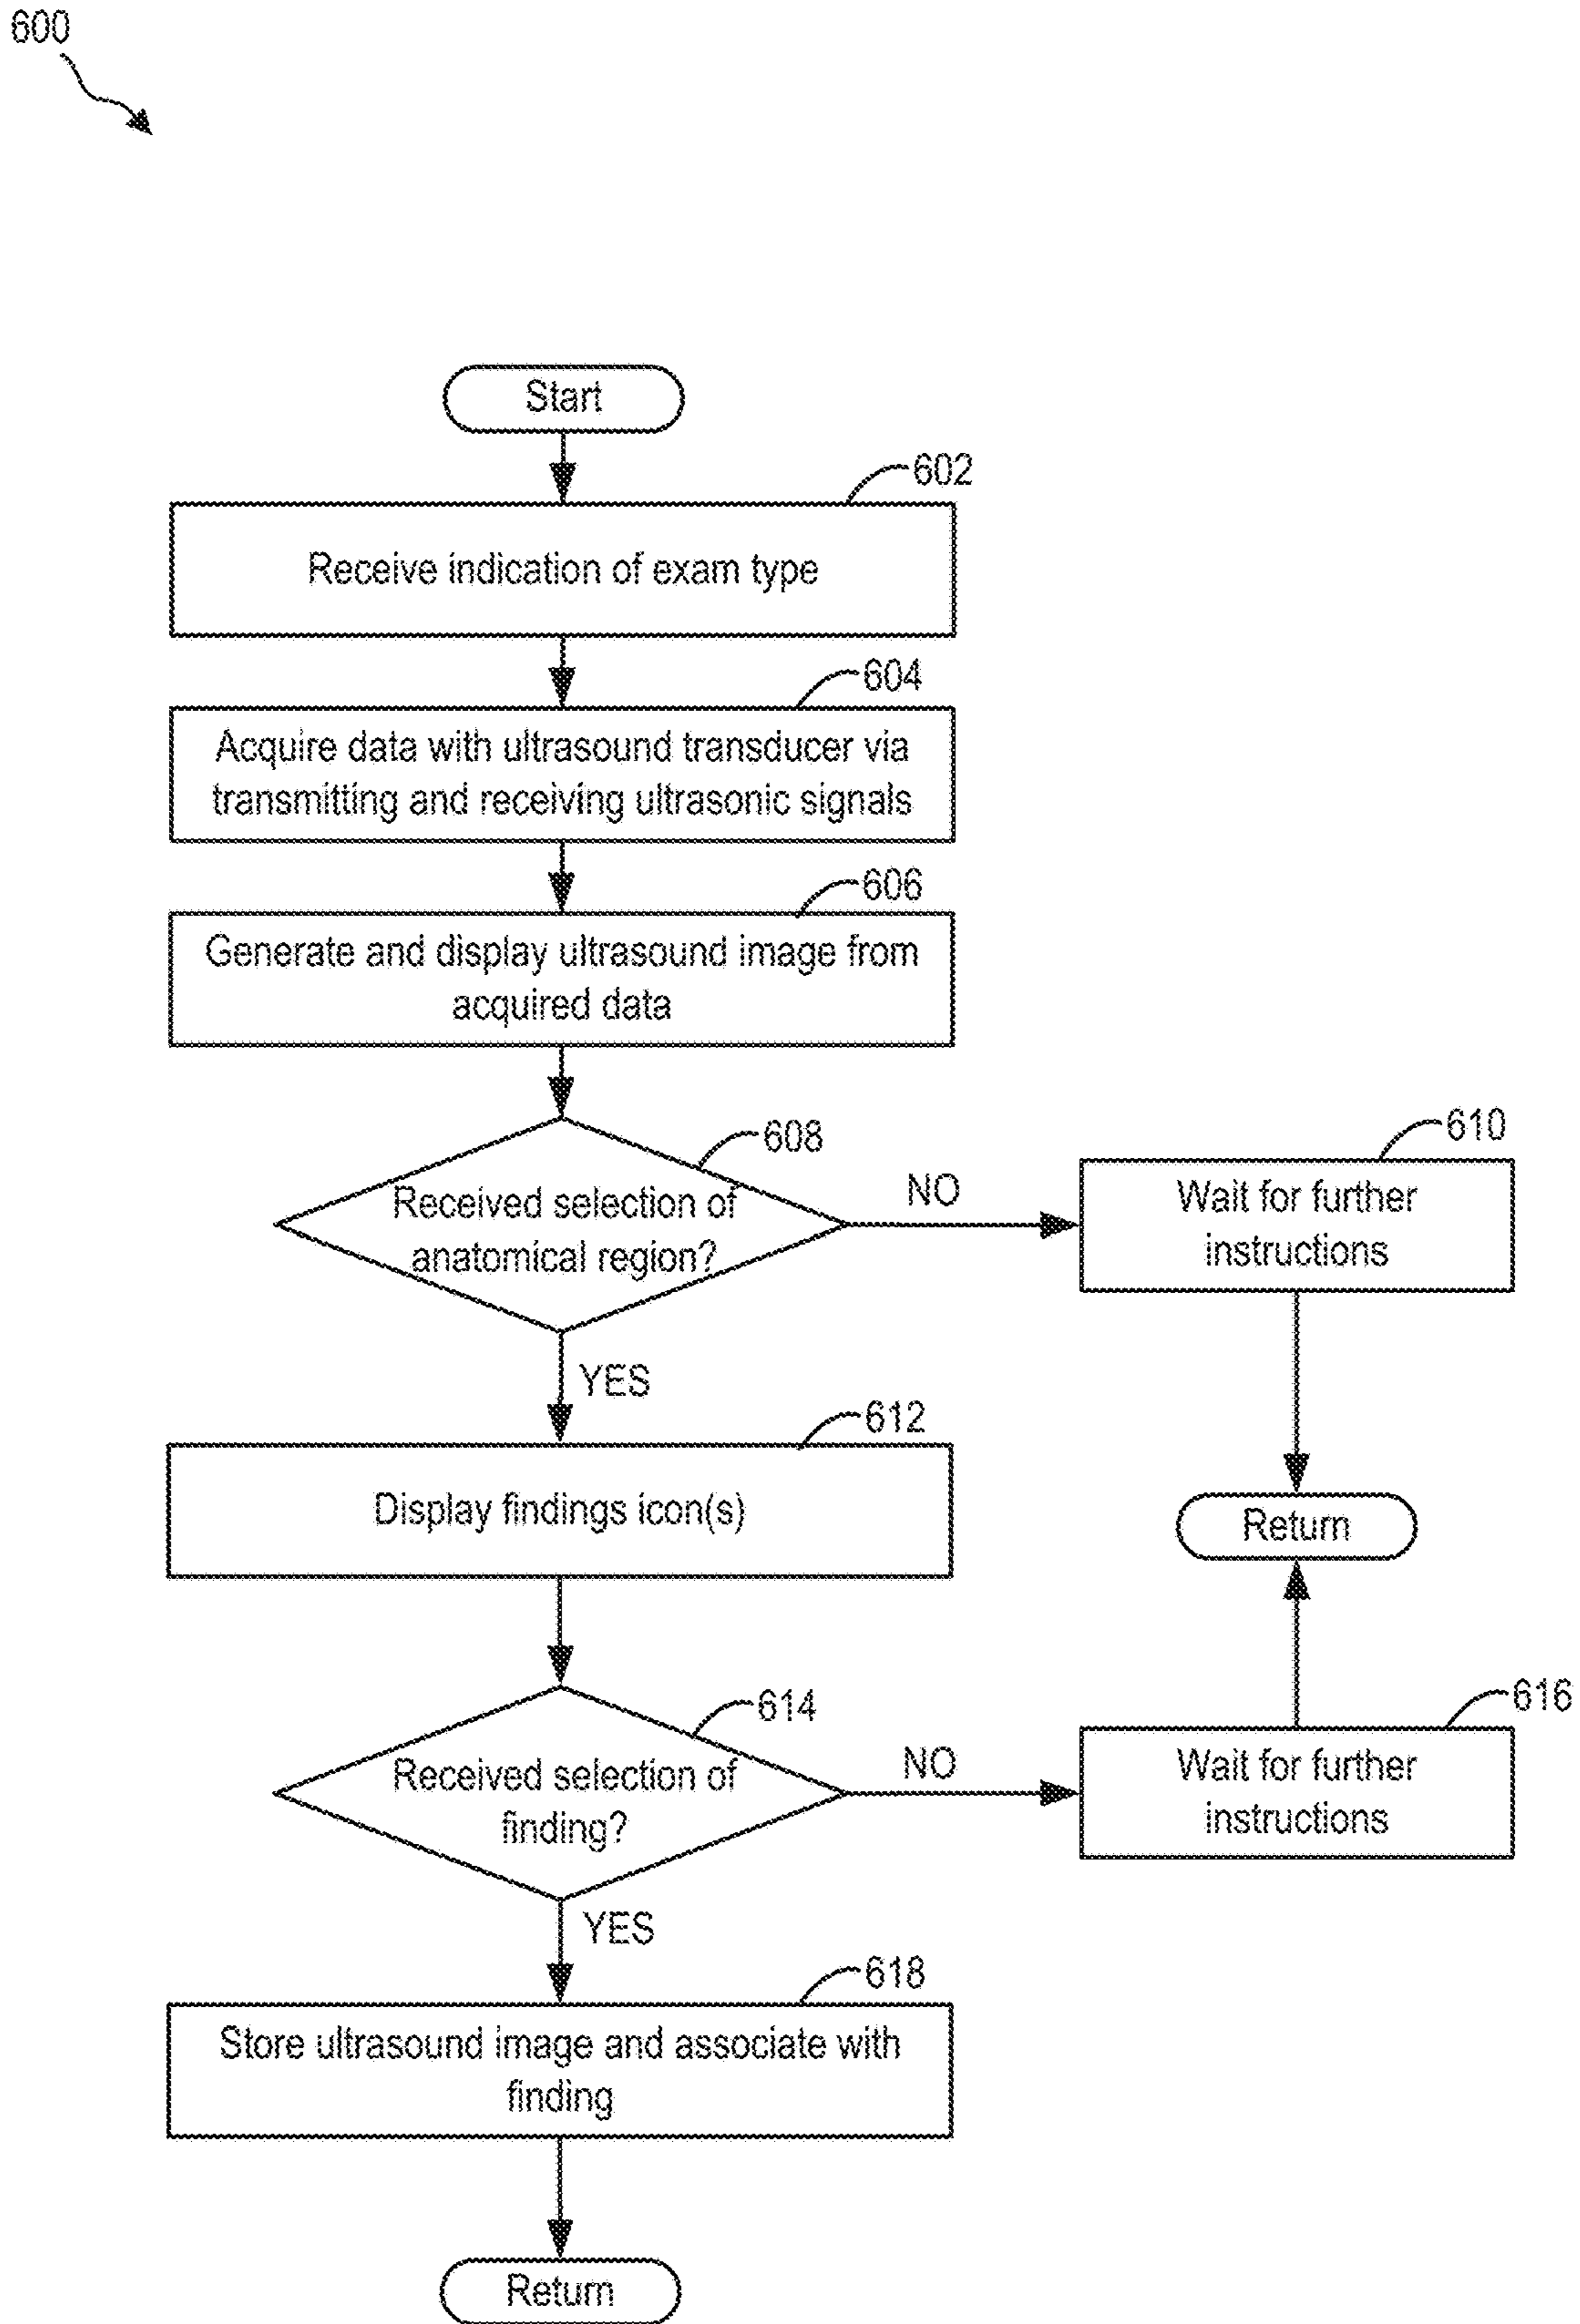 600
Start
602
Receive indication of exam type
604
Acquire data with ultrasound transducer via
transmitting and receiving ultrasonic signals
606
Generate and display ultrasound image from
acquired data
608
Received selection of
anatomical region?
NO
610
Wait for further
instructions
YES
612
Display findings icon(s)
Return
614
Received selection of
finding?
NO
616
Wait for further
instructions
YES
618
Store ultrasound image and associate with
finding
Return